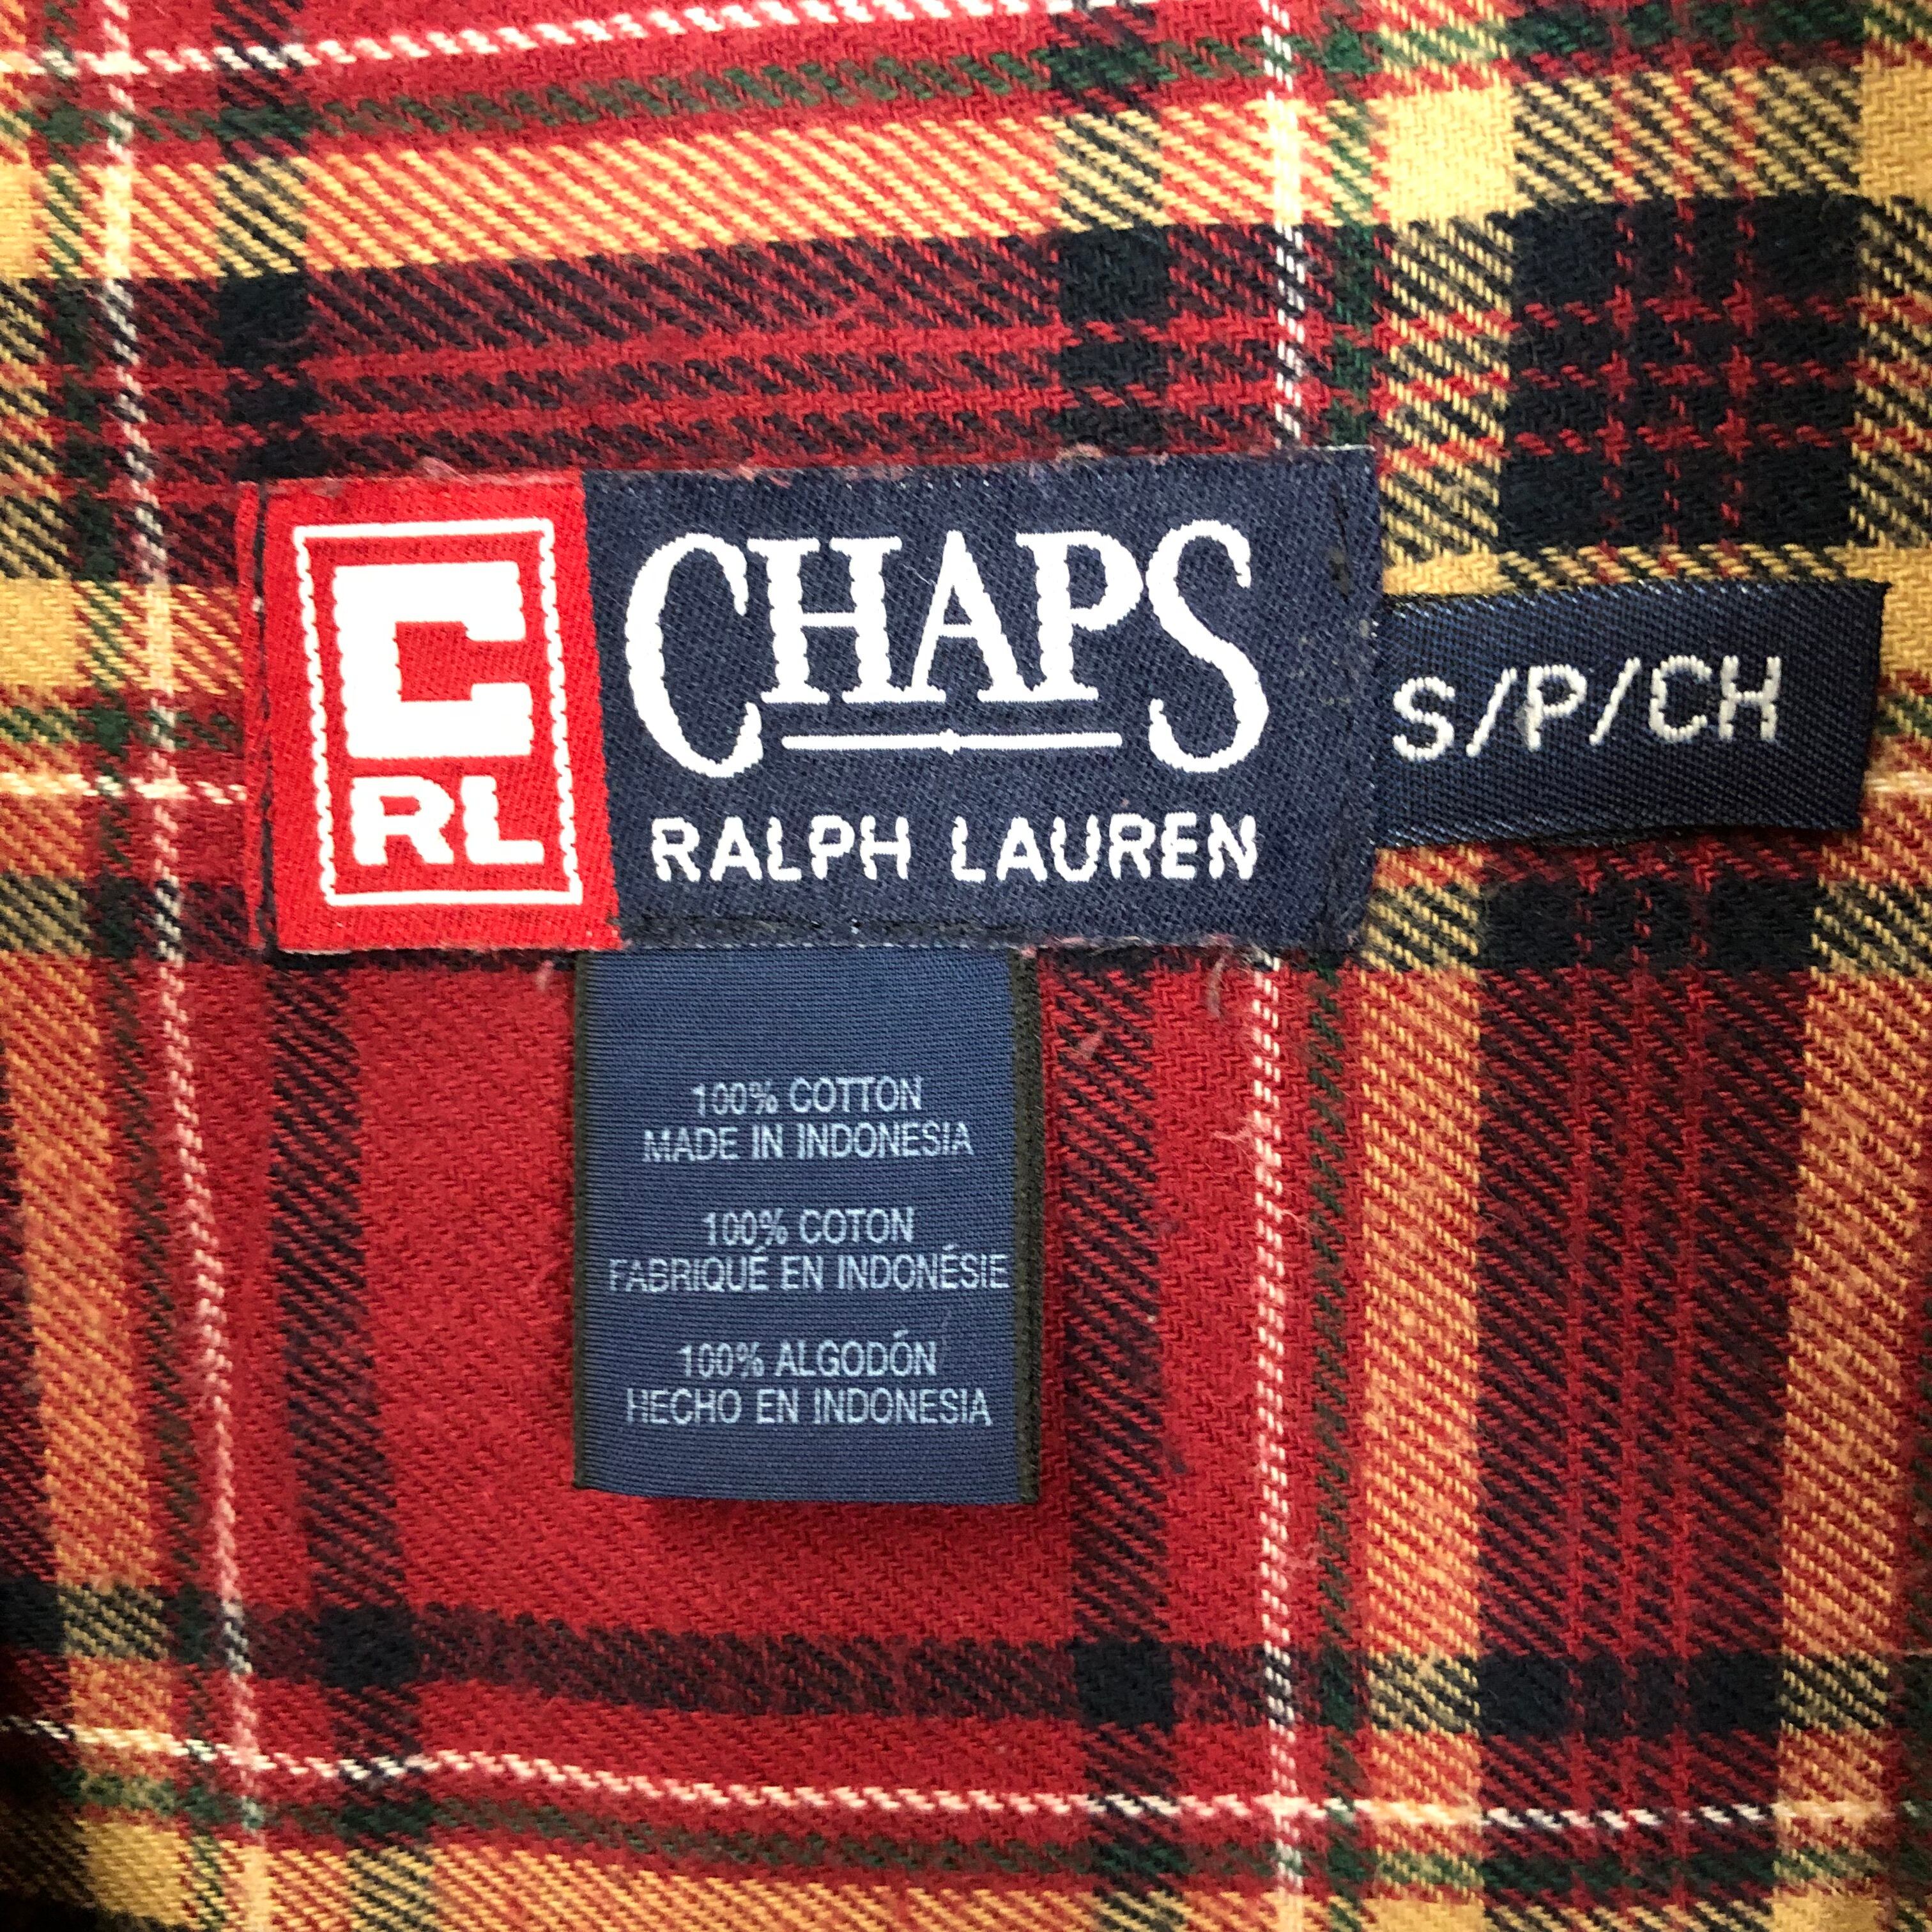 C
RL
CHAPS
RALPH LAUREN
S/P/CH
100% COTTON
MADE IN INDONESIA
100% COTON
FABRIQUÉ EN INDONÉSIE
100% ALGODÓN
HECHO EN INDONESIA